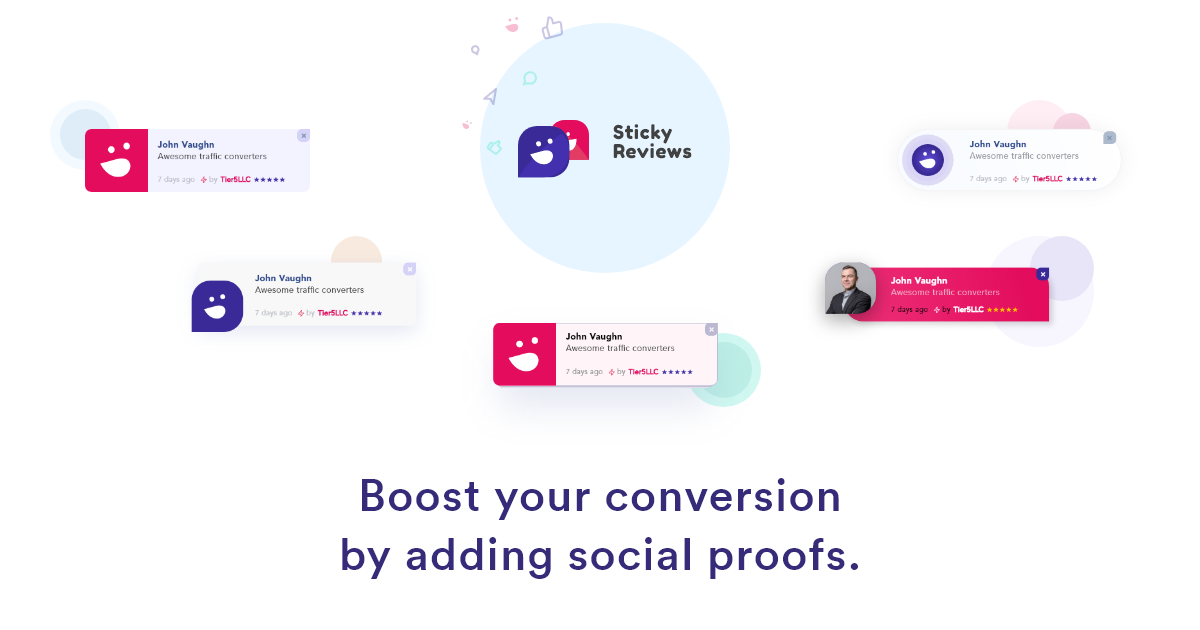 Sticky
Reviews
John Vaughn
Awesome traffic converters
7 days ago by Tier5LLC ★★★★★
John Vaughn
Awesome traffic converters
7 days ago by Tier5LLC ★★★★★
John Vaughn
Awesome traffic converters
7 days ago by Tier5LLC ★★★★★
John Vaughn
Awesome traffic converters
7 days ago by Tier5LLC ★★★★★
John Vaughn
Awesome traffic converters
7 days ago by Tier5LLC ★★★★★
Boost your conversion
by adding social proofs.